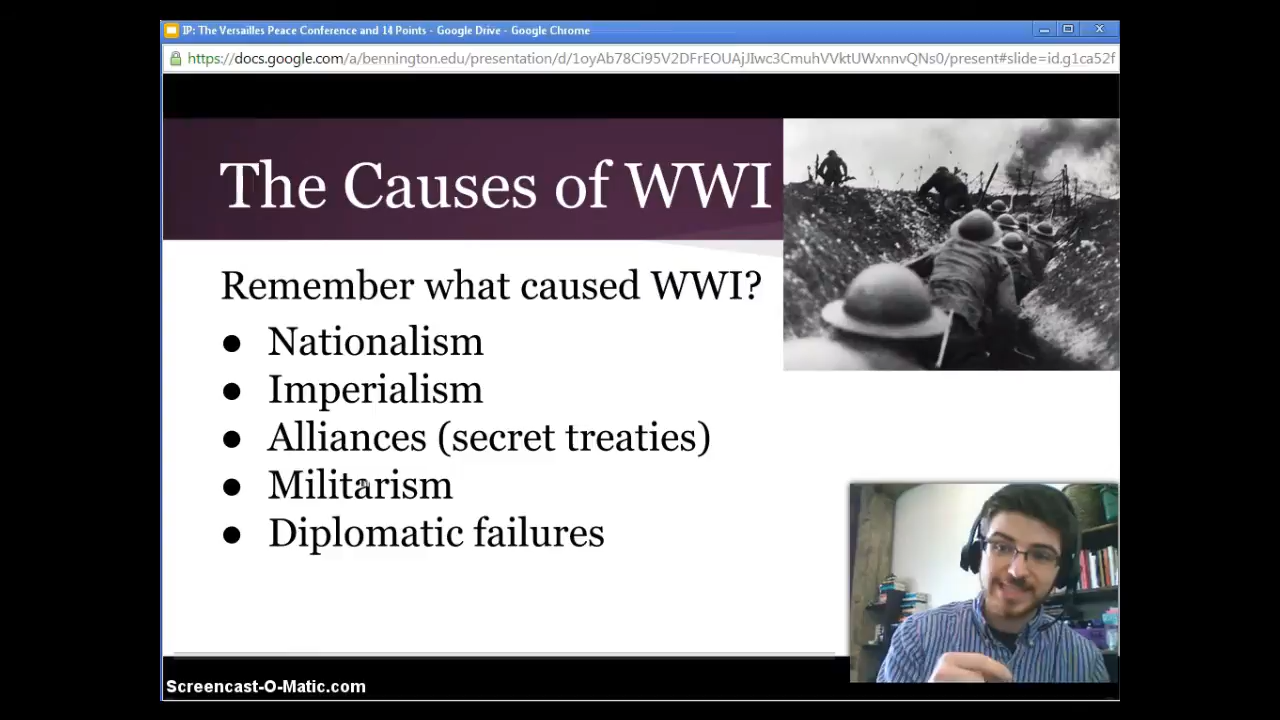 IP: The Versailles Peace Conference and 14 Points - Google Drive - Google Chrome
https://docs.google.com/a/bennington.edu/presentation/d/1oyAb78Ci95V2DFrEOUAjJIwc3CmuhVVktUWxnnvQNs0/present#slide=id.g1ca52f
The Causes of WWI
Remember what caused WWI?
● Nationalism
● Imperialism
● Alliances (secret treaties)
● Militarism
● Diplomatic failures
Screencast-O-Matic.com